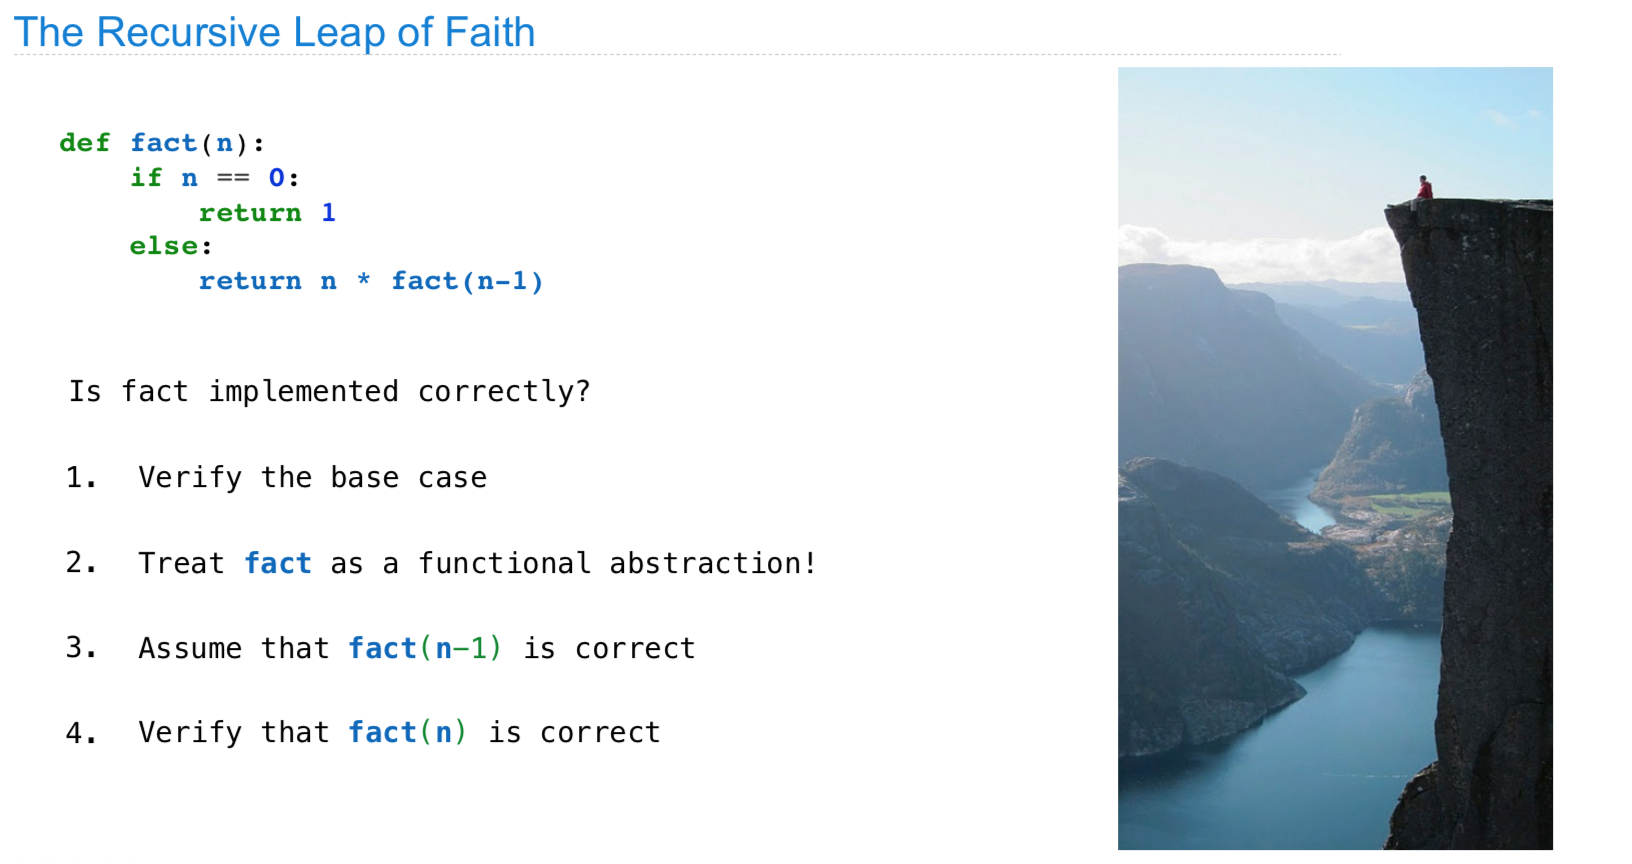 The Recursive Leap of Faith
def fact(n):
    if n == 0:
        return 1
    else:
        return n * fact(n-1)
Is fact implemented correctly?
1. Verify the base case
2. Treat fact as a functional abstraction!
3. Assume that fact(n-1) is correct
4. Verify that fact(n) is correct